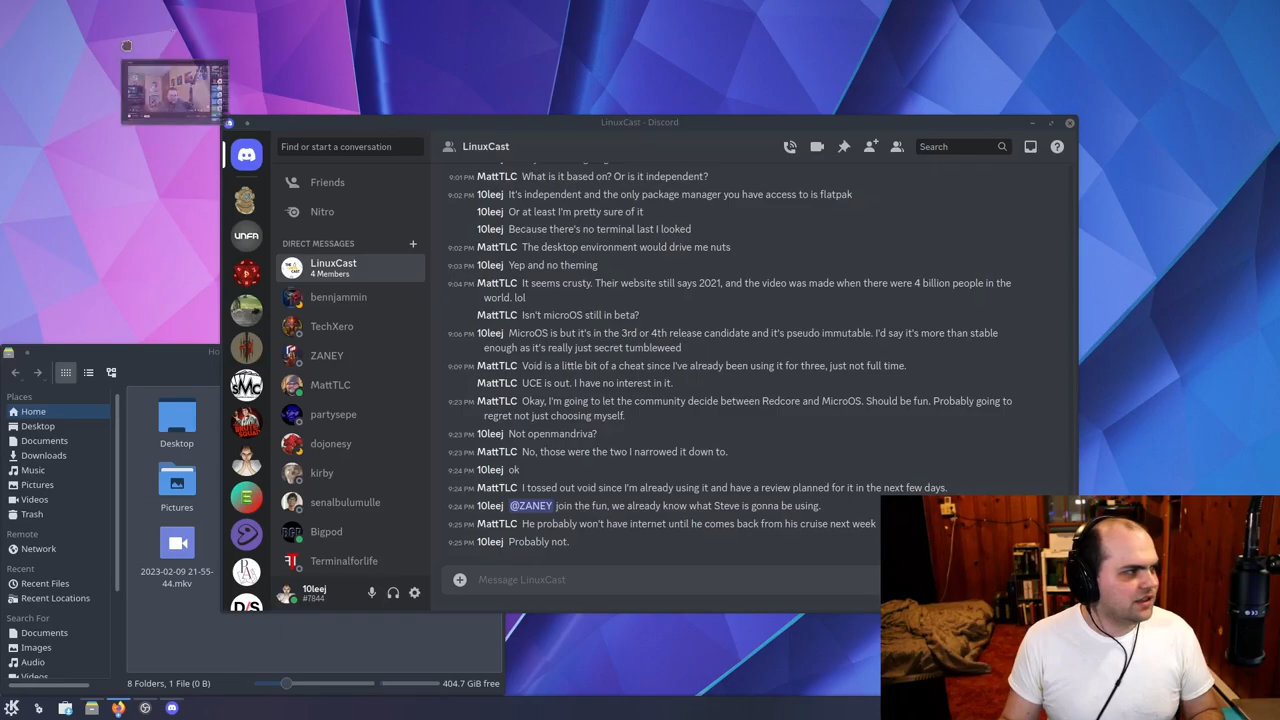 LinuxCast - Discord
Find or start a conversation
LinuxCast
Search
Friends
Nitro
DIRECT MESSAGES
LinuxCast
4 Members
bennjammin
TechXero
ZANEY
MattTLC
partysepe
dojonesy
kirby
senalbulumulle
Bigpod
Terminalforlife
10leej
#7844
UNFA
SMC
9:01 PM MattTLC What is it based on? Or is it independent?
9:02 PM 10leej It's independent and the only package manager you have access to is flatpak
10leej Or at least I'm pretty sure of it
10leej Because there's no terminal last I looked
9:02 PM MattTLC The desktop environment would drive me nuts
9:03 PM 10leej Yep and no theming
9:04 PM MattTLC It seems crusty. Their website still says 2021, and the video was made when there were 4 billion people in the
world. lol
MattTLC Isn't microOS still in beta?
9:06 PM 10leej MicroOS is but it's in the 3rd or 4th release candidate and it's pseudo immutable. I'd say it's more than stable
enough as it's really just secret tumbleweed
9:09 PM MattTLC Void is a little bit of a cheat since I've already been using it for three, just not full time.
MattTLC UCE is out. I have no interest in it.
9:23 PM MattTLC Okay, I'm going to let the community decide between Redcore and MicroOS. Should be fun. Probably going to
regret not just choosing myself.
9:23 PM 10leej Not openmandriva?
9:23 PM MattTLC No, those were the two I narrowed it down to.
9:24 PM 10leej ok
9:24 PM MattTLC I tossed out void since I'm already using it and have a review planned for it in the next few days.
9:24 PM 10leej @ZANEY join the fun, we already know what Steve is gonna be using.
9:25 PM MattTLC He probably won't have internet until he comes back from his cruise next week
9:25 PM 10leej Probably not.
Message LinuxCast
Ho
Places
Home
Desktop
Documents
Downloads
Music
Pictures
Videos
Trash
Remote
Network
Recent
Recent Files
Recent Locations
Search For
Documents
Images
Audio
Videos
Desktop
Pictures
2023-02-09 21-55-
44.mkv
8 Folders, 1 File (0 B)
404.7 GiB free